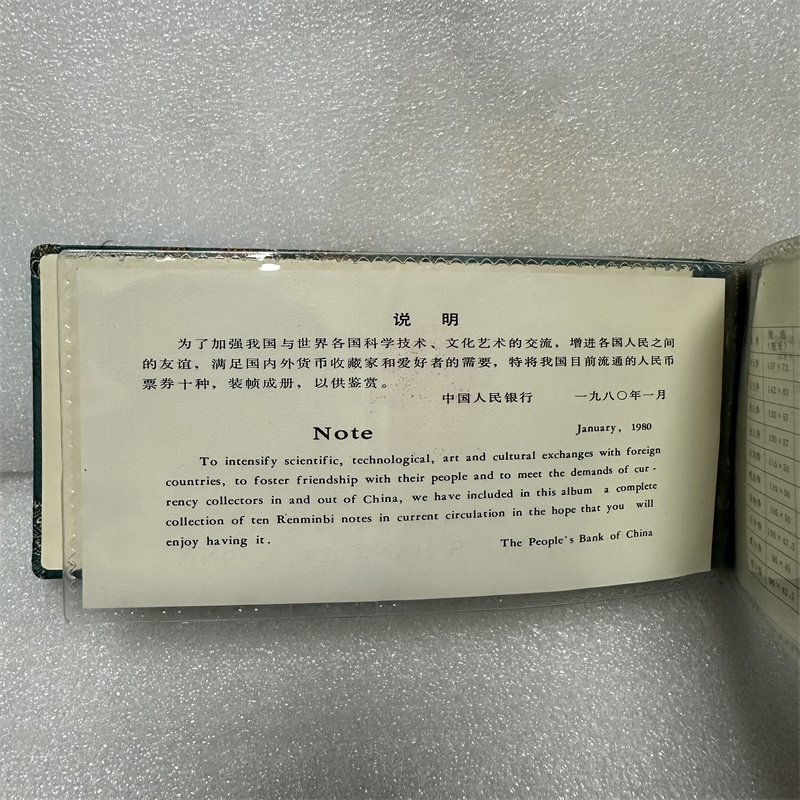 说 明
为了加强我国与世界各国科学技术、文化艺术的交流，增进各国人民之间
的友谊，满足国内外货币收藏家和爱好者的需要，特将我国目前流通的人民币
票券十种，装帧成册，以供鉴赏。
中国人民银行 一九八〇年一月
Note
January, 1980
To intensify scientific, technological, art and cultural exchanges with foreign
countries, to foster friendship with their people and to meet the demands of cur-
rency collectors in and out of China, we have included in this album a complete
collection of ten Renminbi notes in current circulation in the hope that you will
enjoy having it.
The People's Bank of China